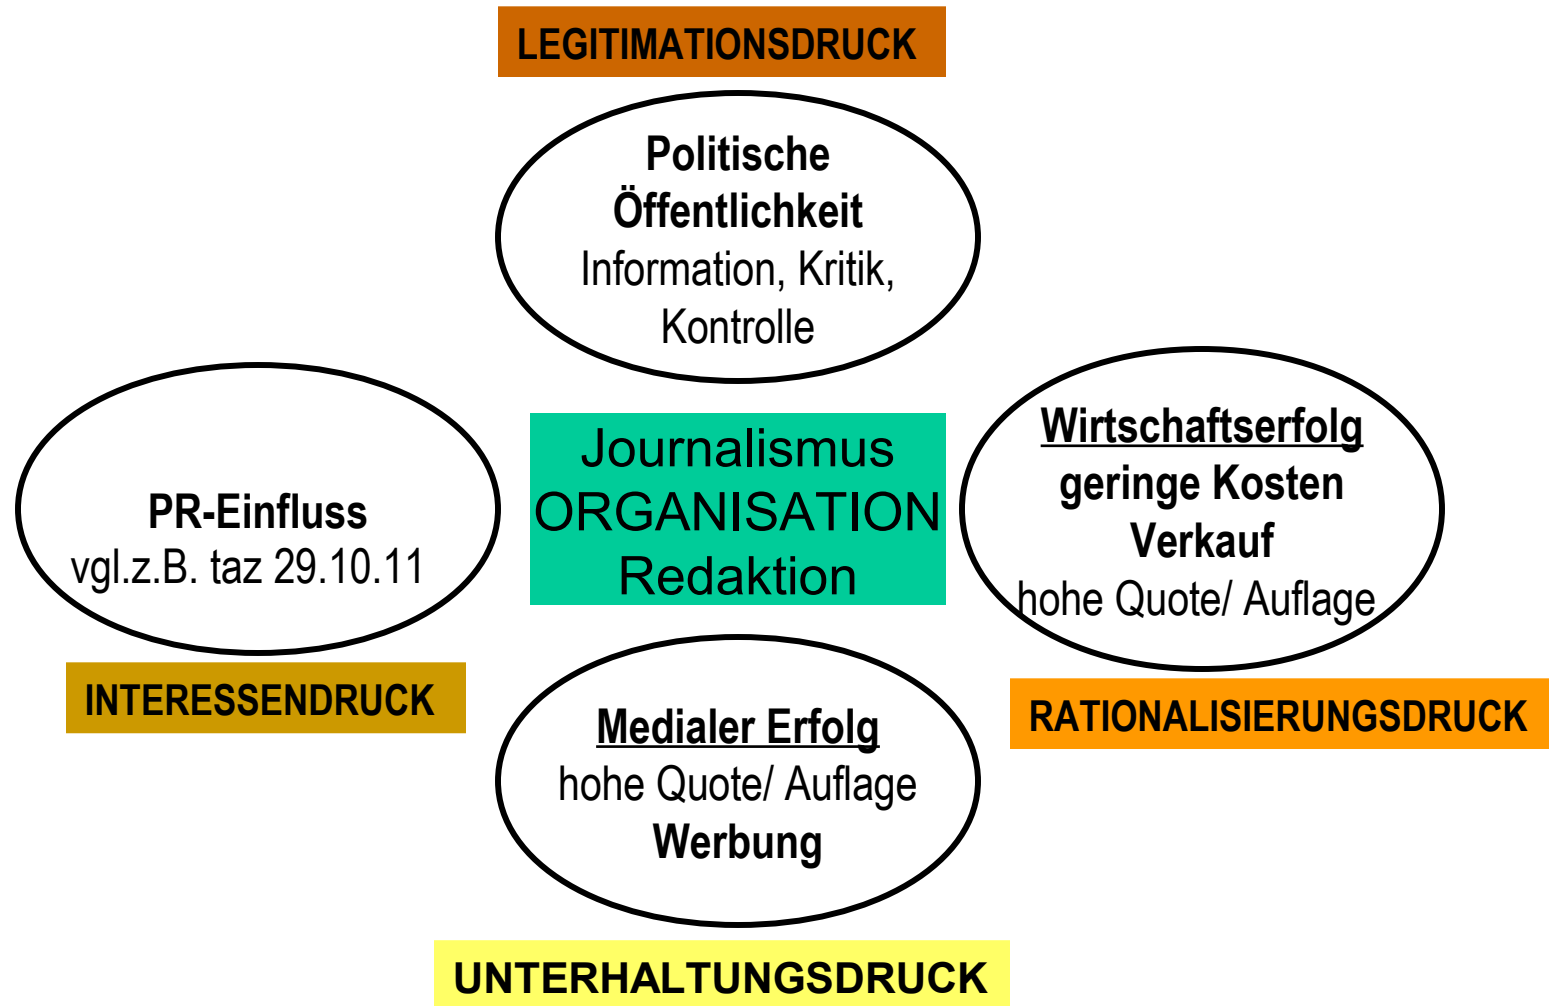 LEGITIMATIONSDRUCK
Politische
Öffentlichkeit
Information, Kritik,
Kontrolle
PR-Einfluss
vgl.z.B. taz 29.10.11
INTERESSENDRUCK
Journalismus
ORGANISATION
Redaktion
Wirtschaftserfolg
geringe Kosten
Verkauf
hohe Quote/ Auflage
RATIONALISIERUNGSDRUCK
Medialer Erfolg
hohe Quote/ Auflage
Werbung
UNTERHALTUNGSDRUCK